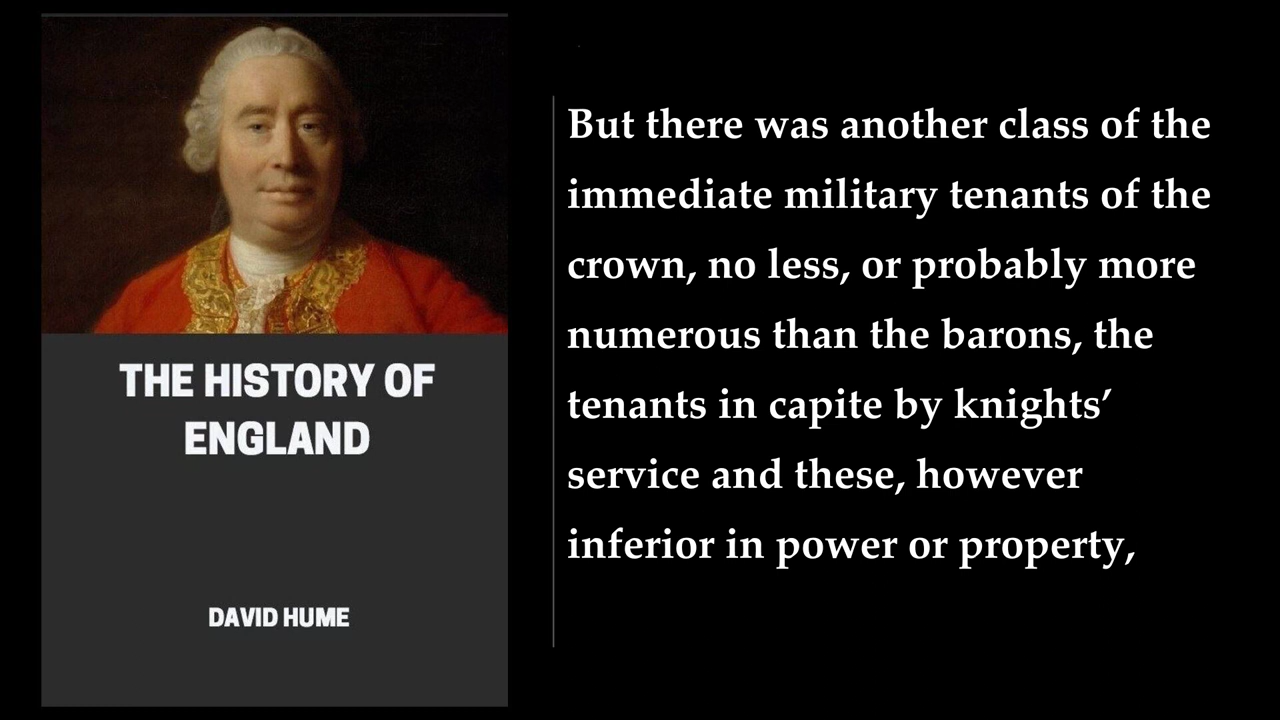 THE HISTORY OF
ENGLAND
DAVID HUME
But there was another class of the
immediate military tenants of the
crown, no less, or probably more
numerous than the barons, the
tenants in capite by knights’
service and these, however
inferior in power or property,